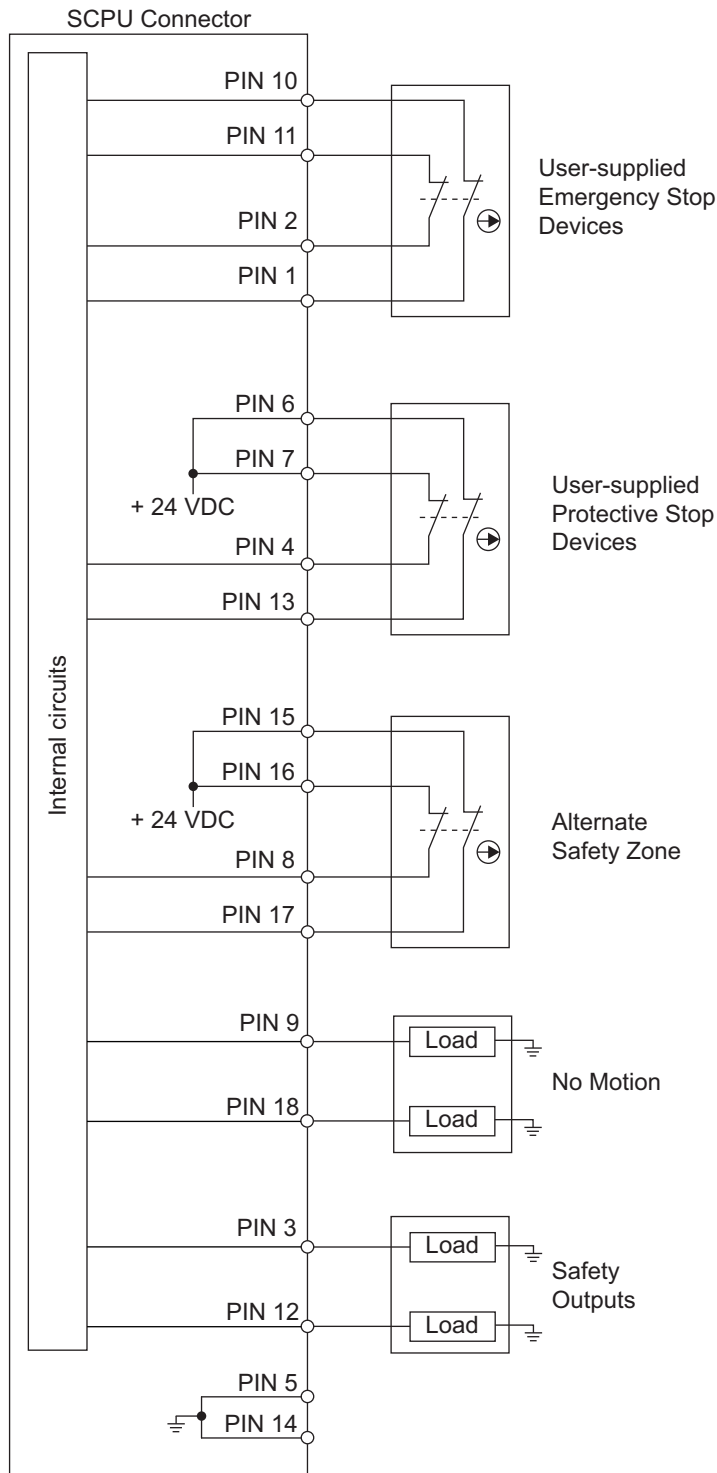 SCPU Connector
PIN 10
PIN 11
PIN 2
PIN 1
User-supplied
Emergency Stop
Devices
PIN 6
PIN 7
+ 24 VDC
PIN 4
PIN 13
User-supplied
Protective Stop
Devices
Internal circuits
PIN 15
PIN 16
+ 24 VDC
PIN 8
PIN 17
Alternate
Safety Zone
PIN 9
Load
PIN 18
Load
No Motion
PIN 3
Load
PIN 12
Load
Safety
Outputs
PIN 5
PIN 14